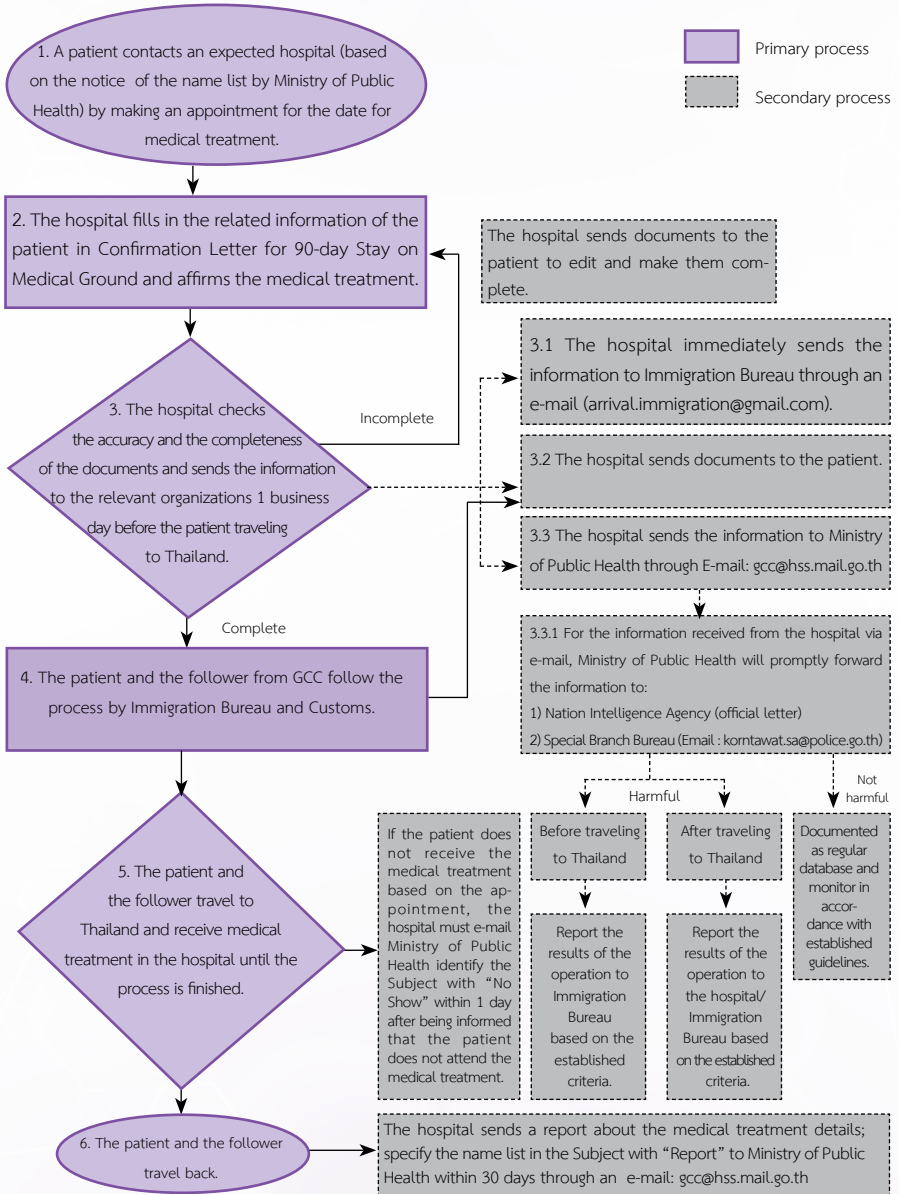 1. A patient contacts an expected hospital (based
on the notice of the name list by Ministry of Public
Health) by making an appointment for the date for
medical treatment.
Primary process
Secondary process
2. The hospital fills in the related information of the
patient in Confirmation Letter for 90-day Stay on
Medical Ground and affirms the medical treatment.
The hospital sends documents to the
patient to edit and make them com-
plete.
3. The hospital checks
the accuracy and the completeness
of the documents and sends the information
to the relevant organizations 1 business
day before the patient traveling
to Thailand.
Incomplete
Complete
3.1 The hospital immediately sends the
information to Immigration Bureau through an
e-mail (arrival.immigration@gmail.com).
3.2 The hospital sends documents to the patient.
3.3 The hospital sends the information to Ministry
of Public Health through E-mail: gcc@hss.mail.go.th
3.3.1 For the information received from the hospital via
e-mail, Ministry of Public Health will promptly forward
the information to:
1) Nation Intelligence Agency (official letter)
2) Special Branch Bureau (Email : korntawat.sa@police.go.th)
4. The patient and the follower from GCC follow the
process by Immigration Bureau and Customs.
Harmful
Not
harmful
5. The patient and
the follower travel to
Thailand and receive medical
treatment in the hospital until the
process is finished.
If the patient does
not receive the
medical treatment
based on the ap-
pointment, the
hospital must e-mail
Ministry of Public
Health identify the
Subject with “No
Show” within 1 day
after being informed
that the patient
does not attend the
medical treatment.
Before traveling
to Thailand
After traveling
to Thailand
Documented
as regular
database and
monitor in
accor-
dance with
established
guidelines.
Report the
results of the
operation to
Immigration
Bureau
based on the
established
criteria.
Report the
results of the
operation to
the hospital/
Immigration
Bureau based
on the established
criteria.
6. The patient and the follower
travel back.
The hospital sends a report about the medical treatment details;
specify the name list in the Subject with “Report” to Ministry of Public
Health within 30 days through an e-mail: gcc@hss.mail.go.th